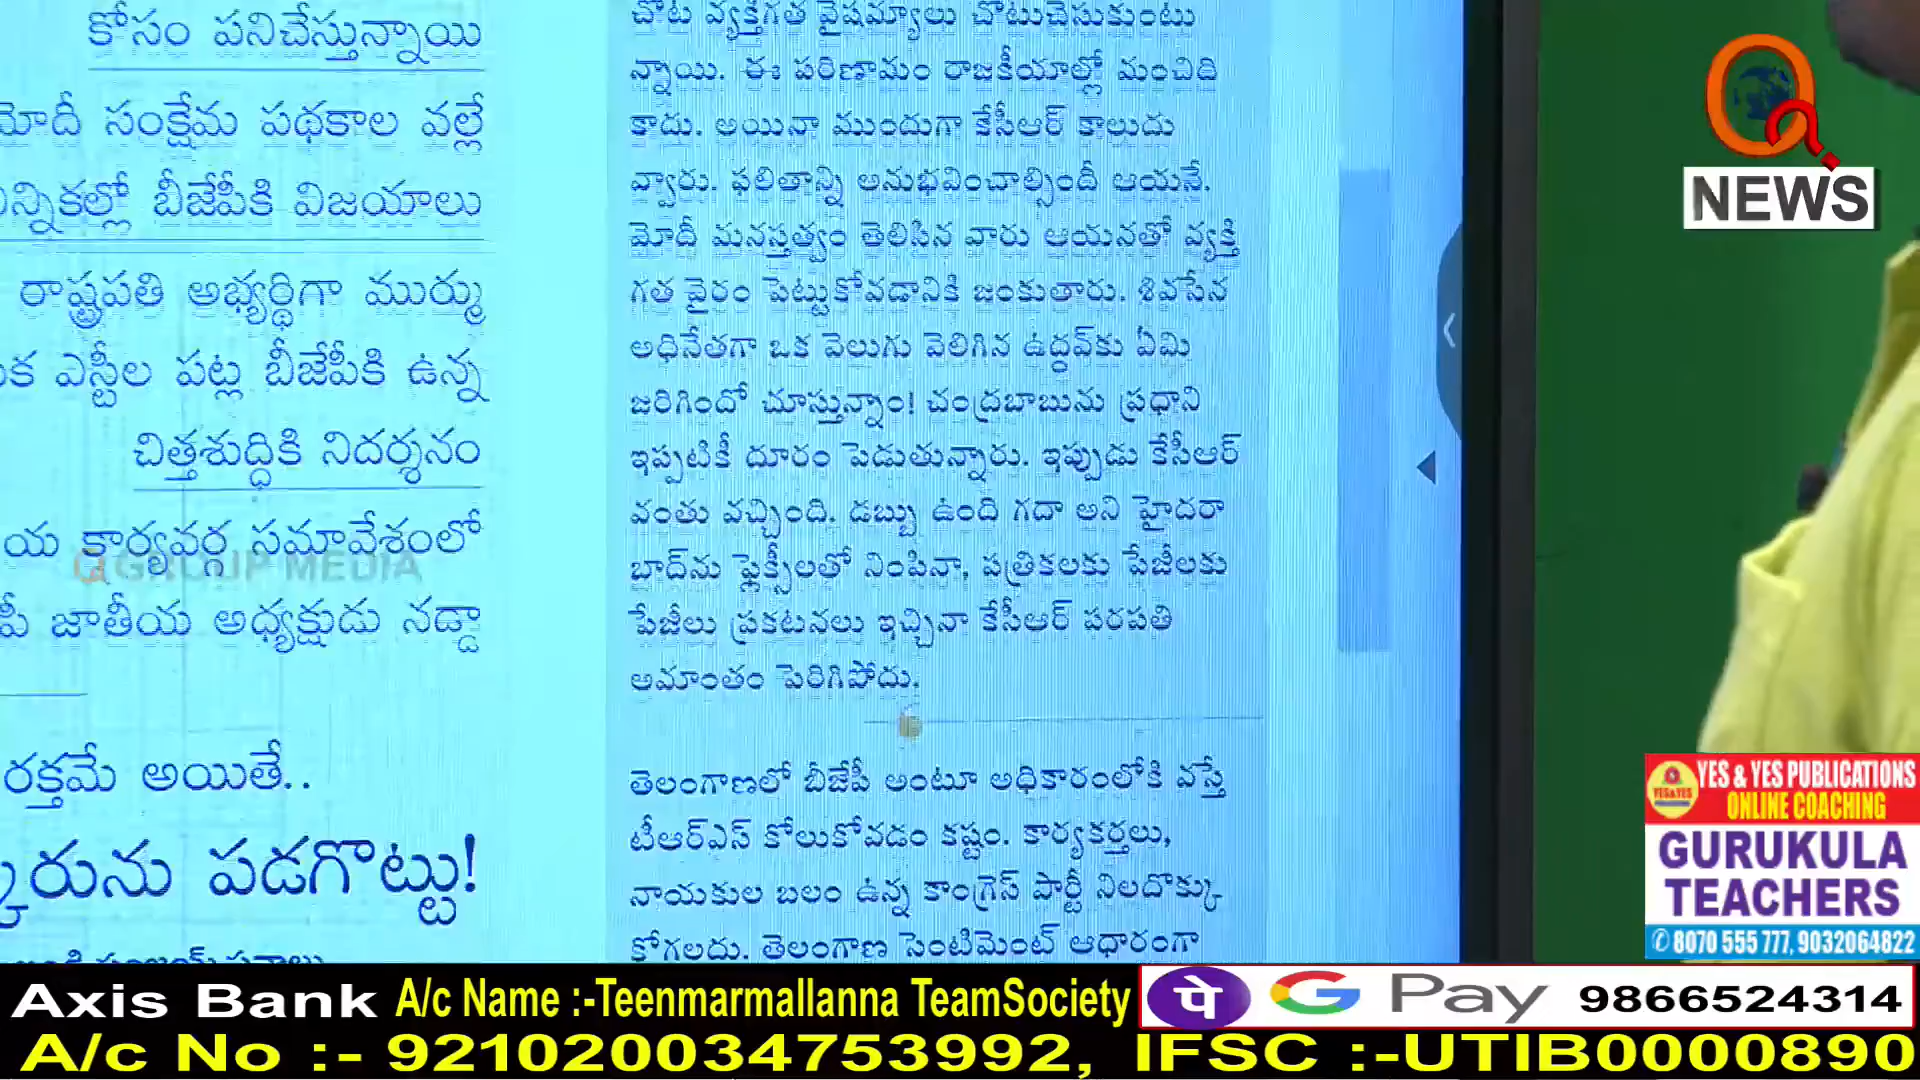 కోసం పనిచేస్తున్నాయి
మోదీ సంక్షేమ పథకాల వల్లే
న్నికల్లో బీజేపీకి విజయాలు
రాష్ట్రపతి అభ్యర్థిగా ముర్ము
ఎస్టీల పట్ల బీజేపీకి ఉన్న
చిత్తశుద్ధికి నిదర్శనం
య కార్యవర్గ సమావేశంలో
పీ జాతీయ అధ్యక్షుడు నడ్డా
రక్తమే అయితే..
రును పడగొట్టు!
చోట వ్యక్తిగత వైషమ్యాలు చోటుచేసుకుంటు
న్నాయి. ఈ పరిణామం రాజకీయాల్లో మంచిది
కాదు. అయినా ముందుగా కేసీఆర్ కాలుదు
వ్వారు. ఫలితాన్ని అనుభవించాల్సిందీ ఆయనే.
మోదీ మనస్తత్వం తెలిసిన వారు ఆయనతో వ్యక్తి
గత వైరం పెట్టుకోవడానికి జంకుతారు. శివసేన
అధినేతగా ఒక వెలుగు వెలిగిన ఉద్ధవ్‌కు ఏమి
జరిగిందో చూస్తున్నాం! చంద్రబాబును ప్రధాని
ఇప్పటికీ దూరం పెడుతున్నారు. ఇప్పుడు కేసీఆర్
వంతు వచ్చింది. డబ్బు ఉంది గదా అని హైదరా
బాద్‌ను ఫ్లెక్సీలతో నింపినా, పత్రికలకు పేజీలకు
పేజీలు ప్రకటనలు ఇచ్చినా కేసీఆర్ పరపతి
అమాంతం పెరిగిపోదు.
తెలంగాణలో బీజేపీ అంటూ అధికారంలోకి వస్తే
టీఆర్ఎస్ కోలుకోవడం కష్టం. కార్యకర్తలు,
నాయకుల బలం ఉన్న కాంగ్రెస్ పార్టీ నిలదొక్కు
కోగలదు. తెలంగాణ సెంటిమెంట్ ఆధారంగా
GROUP MEDIA
Q NEWS
YES & YES PUBLICATIONS
ONLINE COACHING
GURUKULA
TEACHERS
8070 555 777, 9032064822
Axis Bank A/c Name :-Teenmarmallanna TeamSociety
पे G Pay 9866524314
A/c No :- 921020034753992, IFSC :-UTIB0000890